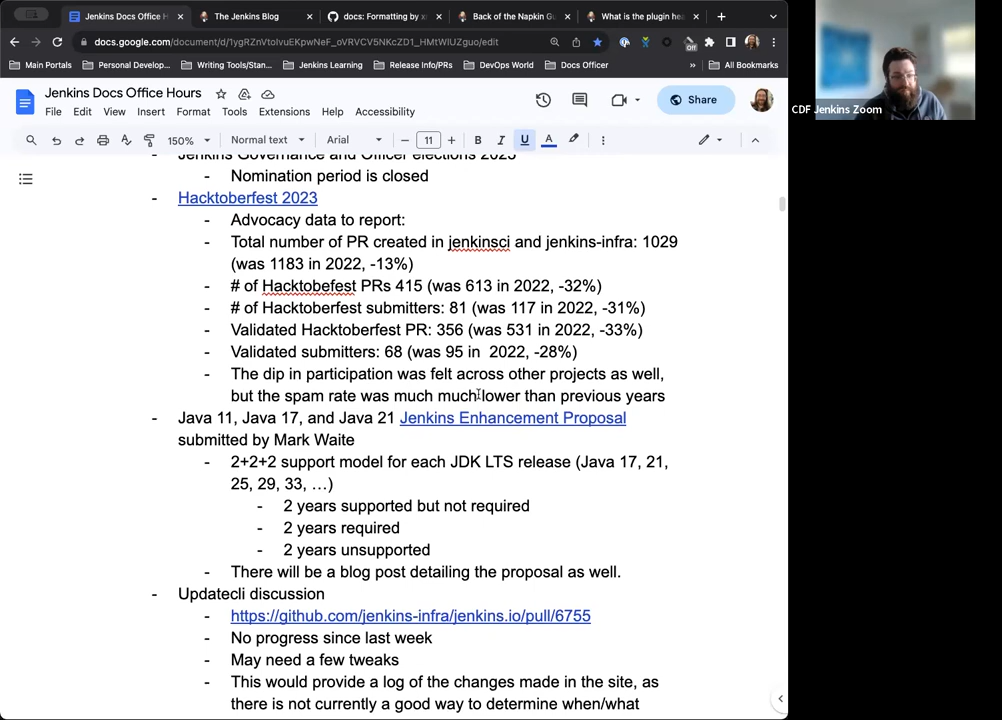 Jenkins Docs Office Hours
The Jenkins Blog
docs: Formatting by x
Back of the Napkin G
What is the plugin hea
docs.google.com/document/d/1ygRZnVtoIvuEKpwNeF_oVRVCV5NKcZD1_HMtWlUZguo/edit
Off
Main Portals
Personal Develop...
Writing Tools/Stan...
Jenkins Learning
Release Info/PRs
DevOps World
Docs Officer
»
All Bookmarks
Jenkins Docs Office Hours
File Edit View Insert Format Tools Extensions Help Accessibility
Share
150% Normal text Arial - 11 + B I U A
CDF Jenkins Zoom
- Jenkins Governance and Officer elections 2023
- Nomination period is closed
- Hacktoberfest 2023
- Advocacy data to report:
- Total number of PR created in jenkinsci and jenkins-infra: 1029
(was 1183 in 2022, -13%)
- # of Hacktobefest PRs 415 (was 613 in 2022, -32%)
- # of Hacktoberfest submitters: 81 (was 117 in 2022, -31%)
- Validated Hacktoberfest PR: 356 (was 531 in 2022, -33%)
- Validated submitters: 68 (was 95 in 2022, -28%)
- The dip in participation was felt across other projects as well,
but the spam rate was much much lower than previous years
- Java 11, Java 17, and Java 21 Jenkins Enhancement Proposal
submitted by Mark Waite
- 2+2+2 support model for each JDK LTS release (Java 17, 21,
25, 29, 33, …)
- 2 years supported but not required
- 2 years required
- 2 years unsupported
- There will be a blog post detailing the proposal as well.
- Updatecli discussion
- https://github.com/jenkins-infra/jenkins.io/pull/6755
- No progress since last week
- May need a few tweaks
- This would provide a log of the changes made in the site, as
there is not currently a good way to determine when/what